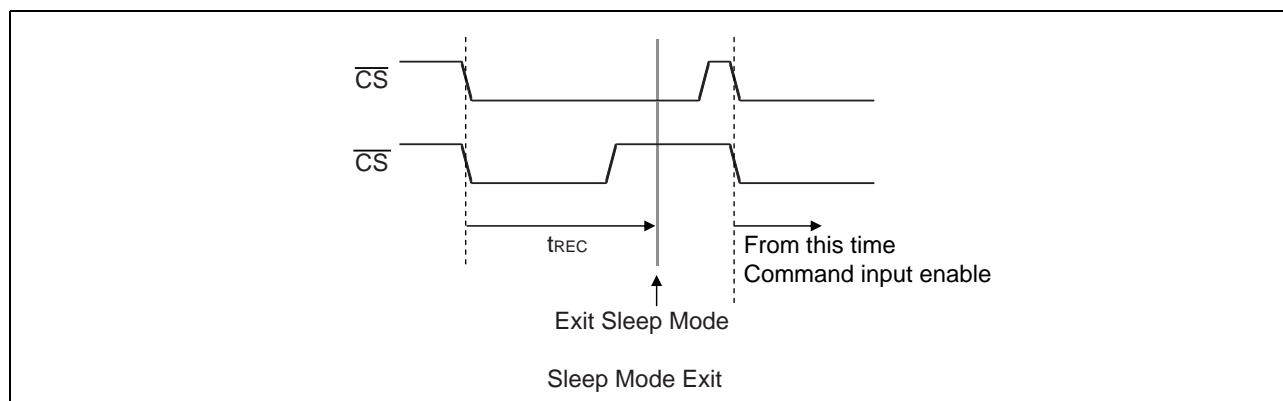 CS
CS
tREC
From this time
Command input enable
Exit Sleep Mode
Sleep Mode Exit